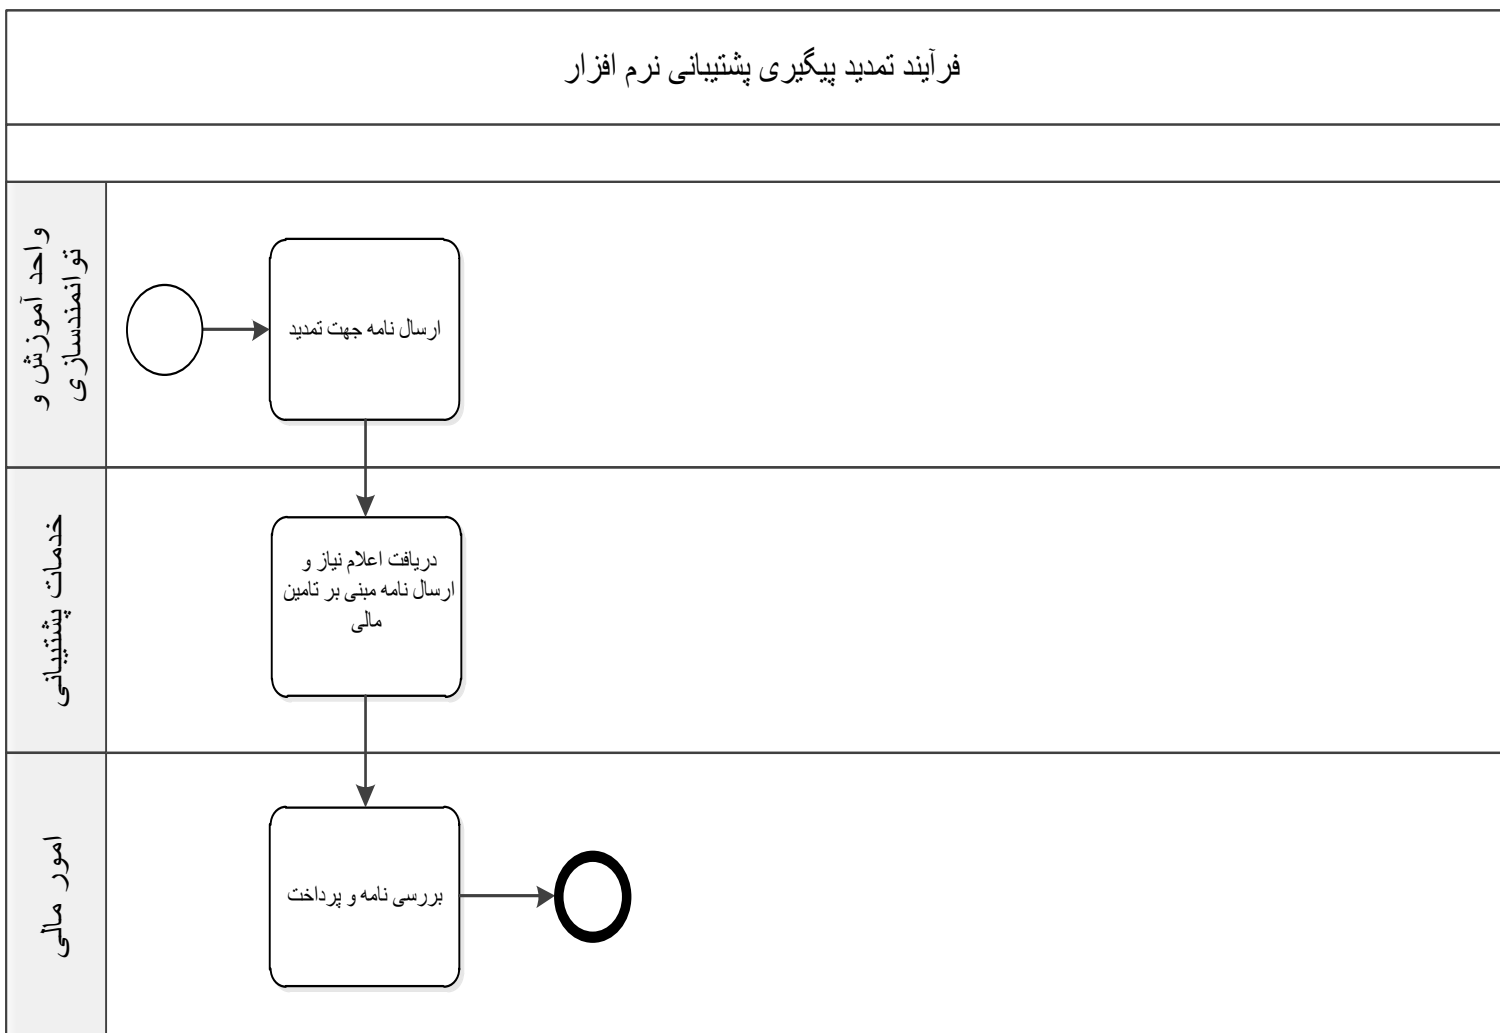 فرآیند تمدید پیگیری پشتیبانی نرم افزار
واحد آموزش و
توانمندسازی
ارسال نامه جهت تمدید
خدمات پشتیبانی
دریافت اعلام نیاز و
ارسال نامه مبنی بر تامین
مالی
امور مالی
بررسی نامه و پرداخت